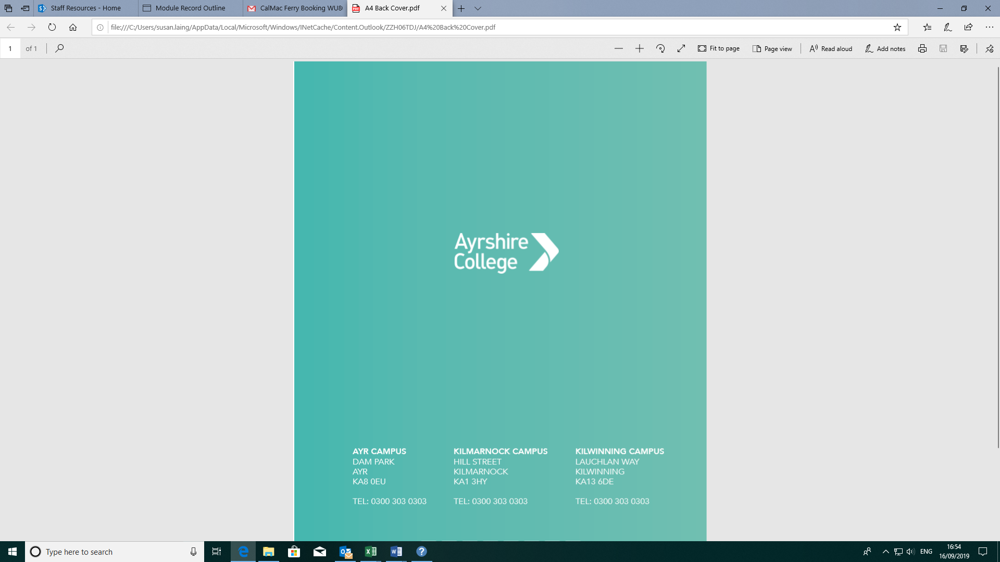 Staff Resources - Home
Module Record Outline
CalMac Ferry Booking WU8
A4 Back Cover.pdf
file:///C:/Users/susan.laing/AppData/Local/Microsoft/Windows/INetCache/Content.Outlook/ZZH06TDJ/A4%20Back%20Cover.pdf
1 of 1
Fit to page
Page view
Read aloud
Add notes
Ayrshire
College
AYR CAMPUS
DAM PARK
AYR
KA8 0EU
TEL: 0300 303 0303
KILMARNOCK CAMPUS
HILL STREET
KILMARNOCK
KA1 3HY
TEL: 0300 303 0303
KILWINNING CAMPUS
LAUCHLAN WAY
KILWINNING
KA13 6DE
TEL: 0300 303 0303
Type here to search
ENG
16:54
16/09/2019